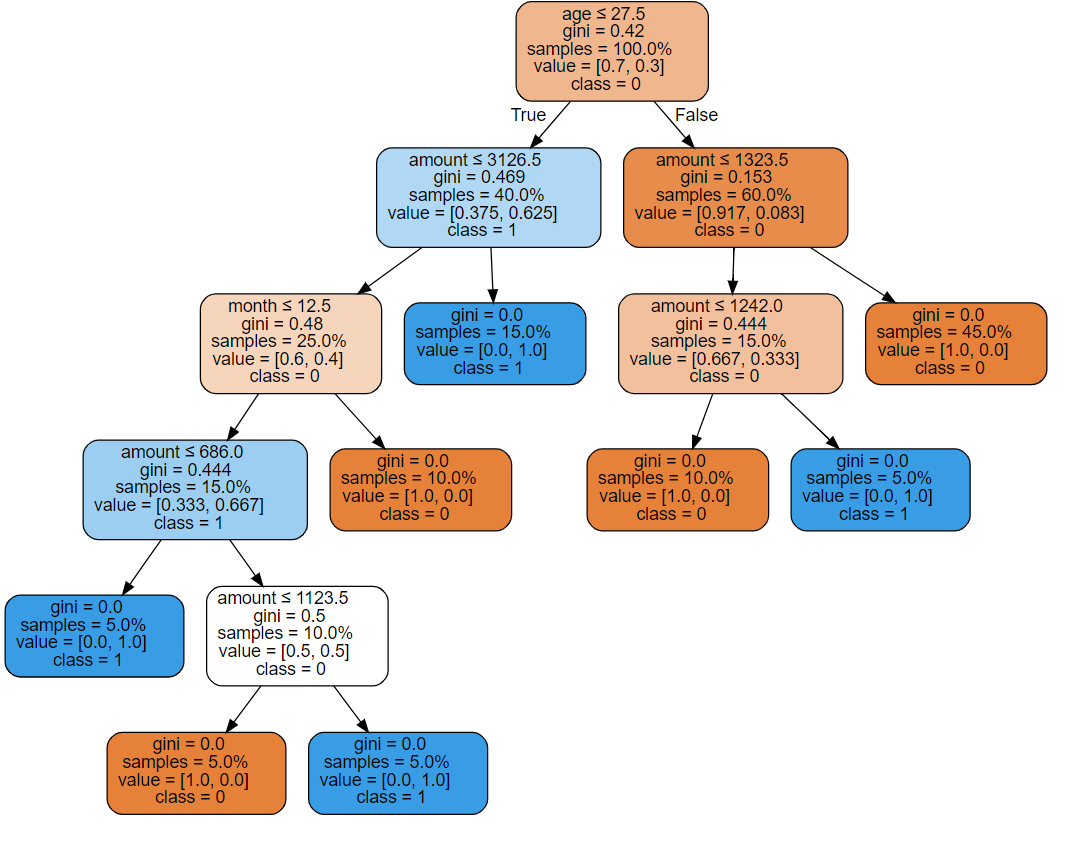 age ≤ 27.5
gini = 0.42
samples = 100.0%
value = [0.7, 0.3]
class = 0
True
False
amount ≤ 3126.5
gini = 0.469
samples = 40.0%
value = [0.375, 0.625]
class = 1
amount ≤ 1323.5
gini = 0.153
samples = 60.0%
value = [0.917, 0.083]
class = 0
month ≤ 12.5
gini = 0.48
samples = 25.0%
value = [0.6, 0.4]
class = 0
gini = 0.0
samples = 15.0%
value = [0.0, 1.0]
class = 1
amount ≤ 1242.0
gini = 0.444
samples = 15.0%
value = [0.667, 0.333]
class = 0
gini = 0.0
samples = 45.0%
value = [1.0, 0.0]
class = 0
amount ≤ 686.0
gini = 0.444
samples = 15.0%
value = [0.333, 0.667]
class = 1
gini = 0.0
samples = 10.0%
value = [1.0, 0.0]
class = 0
gini = 0.0
samples = 10.0%
value = [1.0, 0.0]
class = 0
gini = 0.0
samples = 5.0%
value = [0.0, 1.0]
class = 1
gini = 0.0
samples = 5.0%
value = [0.0, 1.0]
class = 1
amount ≤ 1123.5
gini = 0.5
samples = 10.0%
value = [0.5, 0.5]
class = 0
gini = 0.0
samples = 5.0%
value = [1.0, 0.0]
class = 0
gini = 0.0
samples = 5.0%
value = [0.0, 1.0]
class = 1